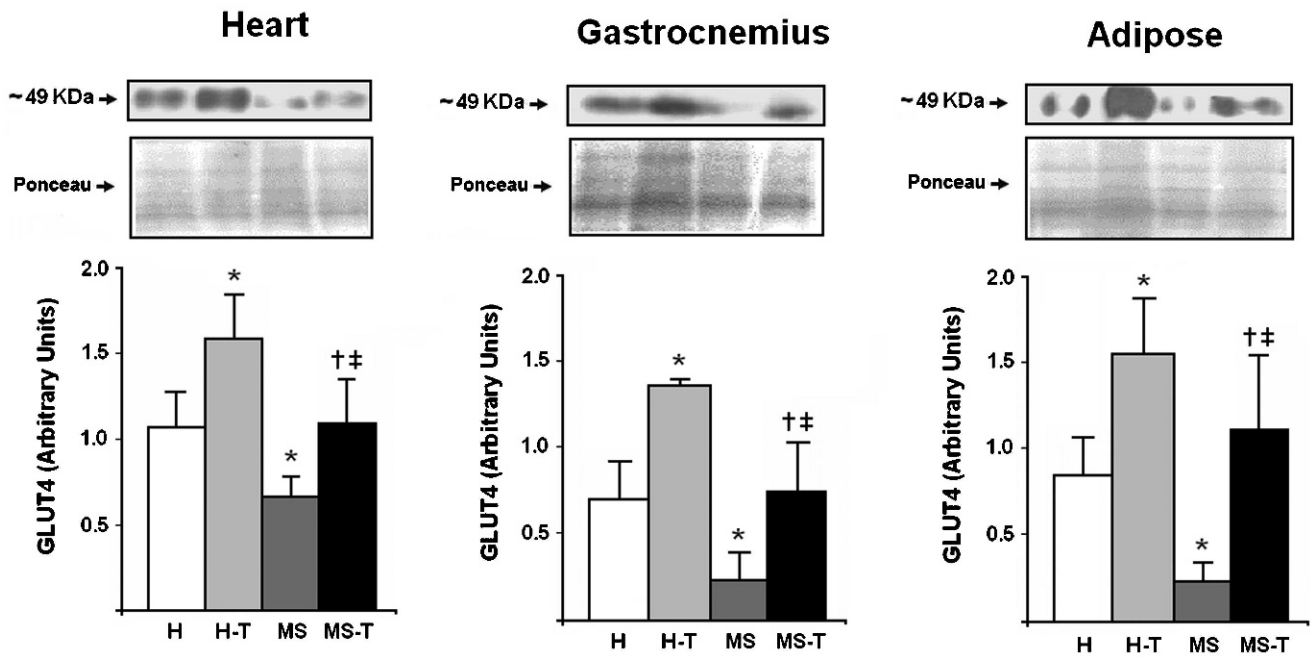 Heart
~ 49 KDa
Ponceau
GLUT4 (Arbitrary Units)
2.0
*
1.5
†‡
1.0
*
0.5
H H-T MS MS-T
Gastrocnemius
~ 49 KDa
Ponceau
GLUT4 (Arbitrary Units)
2.0
1.5
*
1.0
†‡
0.5
*
H H-T MS MS-T
Adipose
~ 49 KDa
Ponceau
GLUT4 (Arbitrary Units)
2.0
*
†‡
1.5
1.0
0.5
*
H H-T MS MS-T